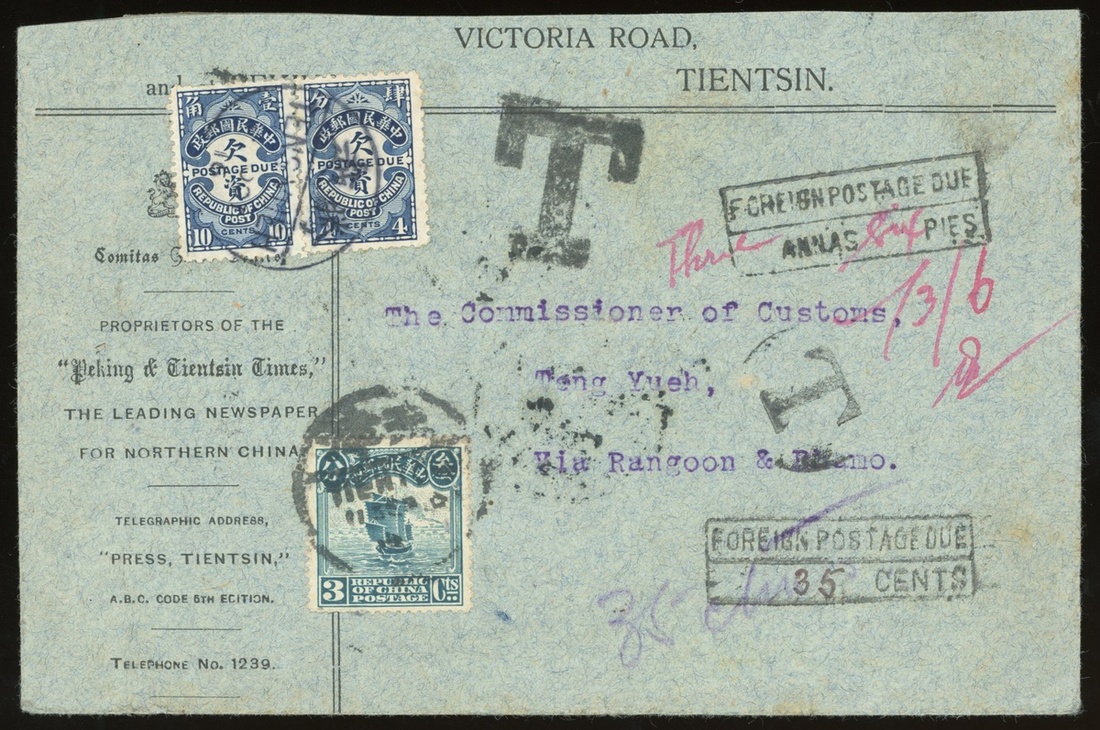 VICTORIA ROAD,
and
TIENTSIN.
角 壹
中華民國郵政
欠
POSTAGE DUE
資
REPUBLIC OF CHINA
POST
10 CENTS 10
分 肆
中華民國郵政
欠
POSTAGE DUE
資
REPUBLIC OF CHINA
POST
CENTS 4
T
FOREIGN POSTAGE DUE
Three ANNAS Six PIES
/3/6
Comitas
The Commissioner of Customs,
PROPRIETORS OF THE
"Peking & Tientsin Times,"
THE LEADING NEWSPAPER
FOR NORTHERN CHINA
Teng Yueh,
T
Via Rangoon & Bhamo.
中華民國郵政
3 REPUBLIC OF CHINA POSTAGE Cts
TELEGRAPHIC ADDRESS,
"PRESS, TIENTSIN,"
A.B.C. CODE 5TH EDITION.
TELEPHONE NO. 1239.
FOREIGN POSTAGE DUE
35 CENTS
35